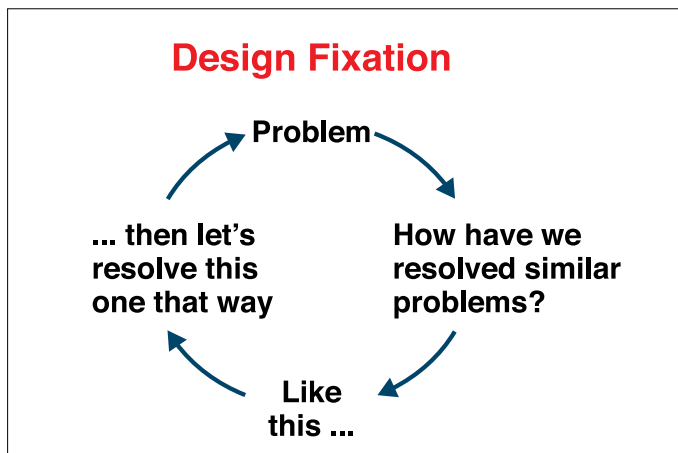 Design Fixation
Problem
How have we
resolved similar
problems?
Like
this ...
... then let's
resolve this
one that way